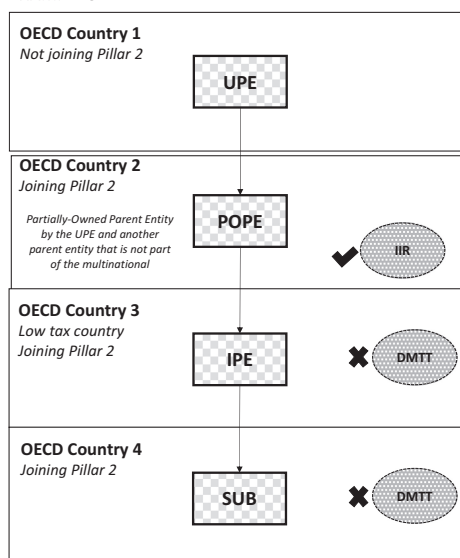 OECD Country 1
Not joining Pillar 2
UPE
OECD Country 2
Joining Pillar 2
Partially-Owned Parent Entity
by the UPE and another
parent entity that is not part
of the multinational
POPE
IIR
OECD Country 3
Low tax country
Joining Pillar 2
IPE
DMTT
OECD Country 4
Joining Pillar 2
SUB
DMTT